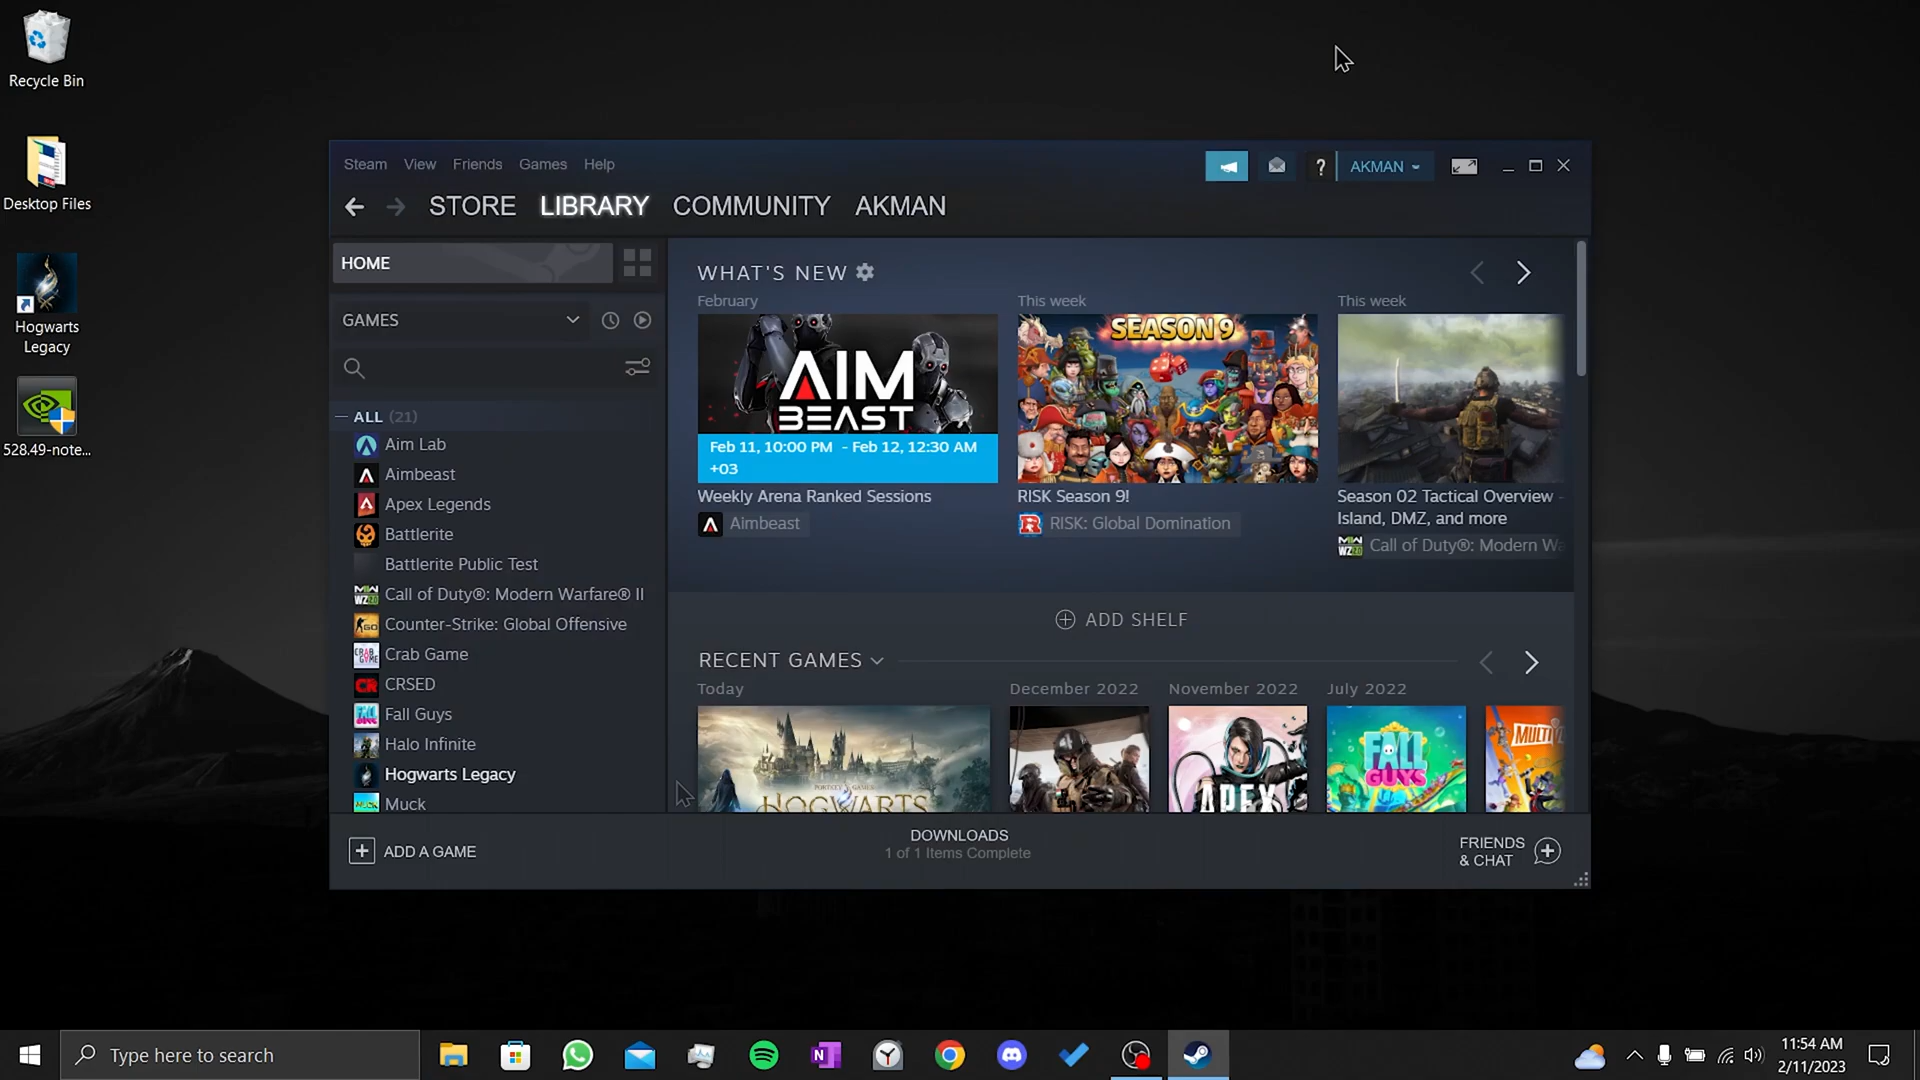 Recycle Bin
Desktop Files
Hogwarts
Legacy
528.49-note...
Steam View Friends Games Help
? AKMAN
STORE LIBRARY COMMUNITY AKMAN
HOME
GAMES
ALL (21)
Aim Lab
Aimbeast
Apex Legends
Battlerite
Battlerite Public Test
Call of Duty®: Modern Warfare® II
Counter-Strike: Global Offensive
Crab Game
CRSED
Fall Guys
Halo Infinite
Hogwarts Legacy
Muck
WHAT'S NEW
February
AIM
BEAST
Feb 11, 10:00 PM - Feb 12, 12:30 AM
+03
Weekly Arena Ranked Sessions
Aimbeast
This week
SEASON 9
RISK Season 9!
RISK: Global Domination
This week
Season 02 Tactical Overview -
Island, DMZ, and more
Call of Duty®: Modern Wa
ADD SHELF
RECENT GAMES
Today
December 2022
November 2022
July 2022
PORTKEY GAMES
HOGWARTS
APEX
FALL
GUYS
MULTIV
ADD A GAME
DOWNLOADS
1 of 1 Items Complete
FRIENDS
& CHAT
Type here to search
11:54 AM
2/11/2023